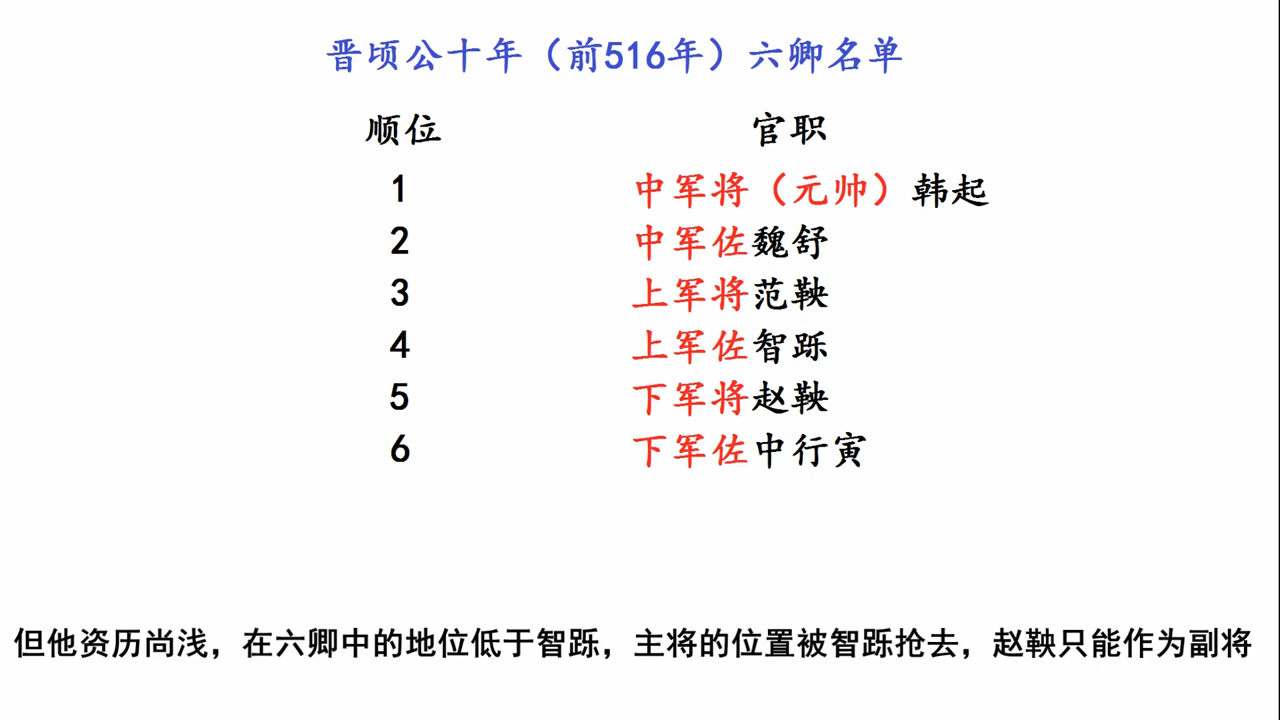 晋顷公十年（前516年）六卿名单
顺位 官职
1 中军将（元帅）韩起
2 中军佐魏舒
3 上军将范鞅
4 上军佐智跞
5 下军将赵鞅
6 下军佐中行寅
但他资历尚浅，在六卿中的地位低于智跞，主将的位置被智跞抢去，赵鞅只能作为副将